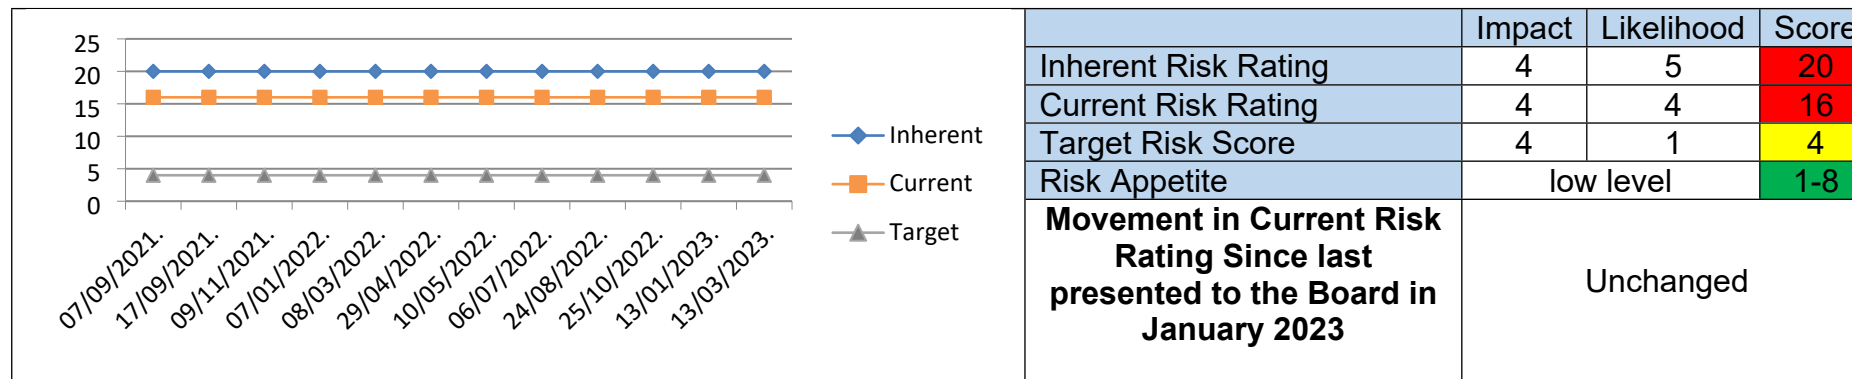 25
20
15
10
5
0
07/09/2021.
17/09/2021.
09/11/2021.
07/01/2022.
08/03/2022.
29/04/2022.
10/05/2022.
06/07/2022.
24/08/2022.
25/10/2022.
13/01/2023.
13/03/2023.
Inherent
Current
Target
Impact Likelihood Score
Inherent Risk Rating 4 5 20
Current Risk Rating 4 4 16
Target Risk Score 4 1 4
Risk Appetite low level 1-8
Movement in Current Risk
Rating Since last
presented to the Board in
January 2023
Unchanged